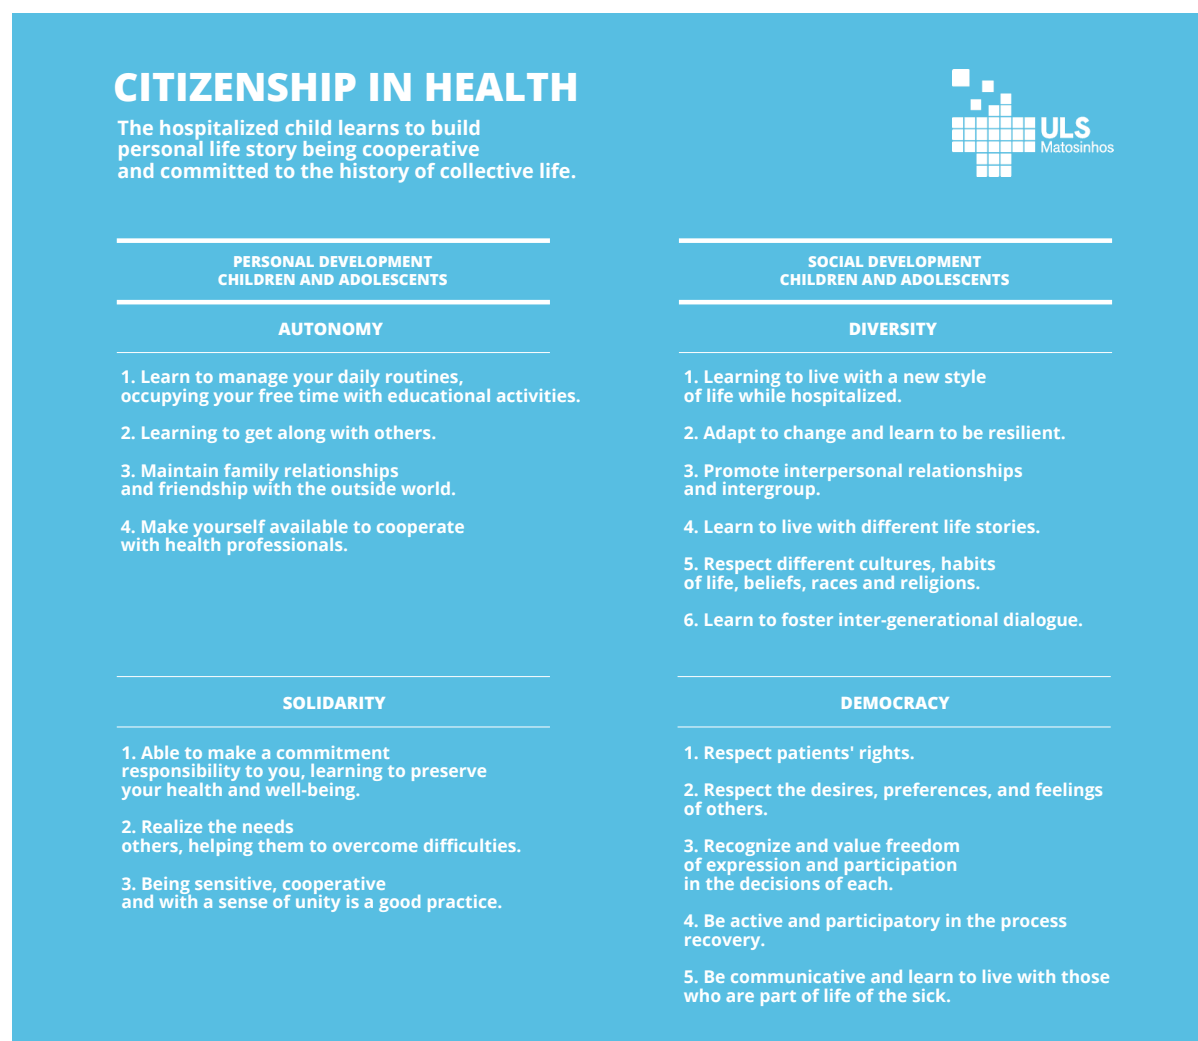 CITIZENSHIP IN HEALTH
The hospitalized child learns to build
personal life story being cooperative
and committed to the history of collective life.
ULS
Matosinhos
PERSONAL DEVELOPMENT
CHILDREN AND ADOLESCENTS
AUTONOMY
1. Learn to manage your daily routines,
occupying your free time with educational activities.
2. Learning to get along with others.
3. Maintain family relationships
and friendship with the outside world.
4. Make yourself available to cooperate
with health professionals.
SOCIAL DEVELOPMENT
CHILDREN AND ADOLESCENTS
DIVERSITY
1. Learning to live with a new style
of life while hospitalized.
2. Adapt to change and learn to be resilient.
3. Promote interpersonal relationships
and intergroup.
4. Learn to live with different life stories.
5. Respect different cultures, habits
of life, beliefs, races and religions.
6. Learn to foster inter-generational dialogue.
SOLIDARITY
1. Able to make a commitment
responsibility to you, learning to preserve
your health and well-being.
2. Realize the needs
others, helping them to overcome difficulties.
3. Being sensitive, cooperative
and with a sense of unity is a good practice.
DEMOCRACY
1. Respect patients' rights.
2. Respect the desires, preferences, and feelings
of others.
3. Recognize and value freedom
of expression and participation
in the decisions of each.
4. Be active and participatory in the process
recovery.
5. Be communicative and learn to live with those
who are part of life of the sick.